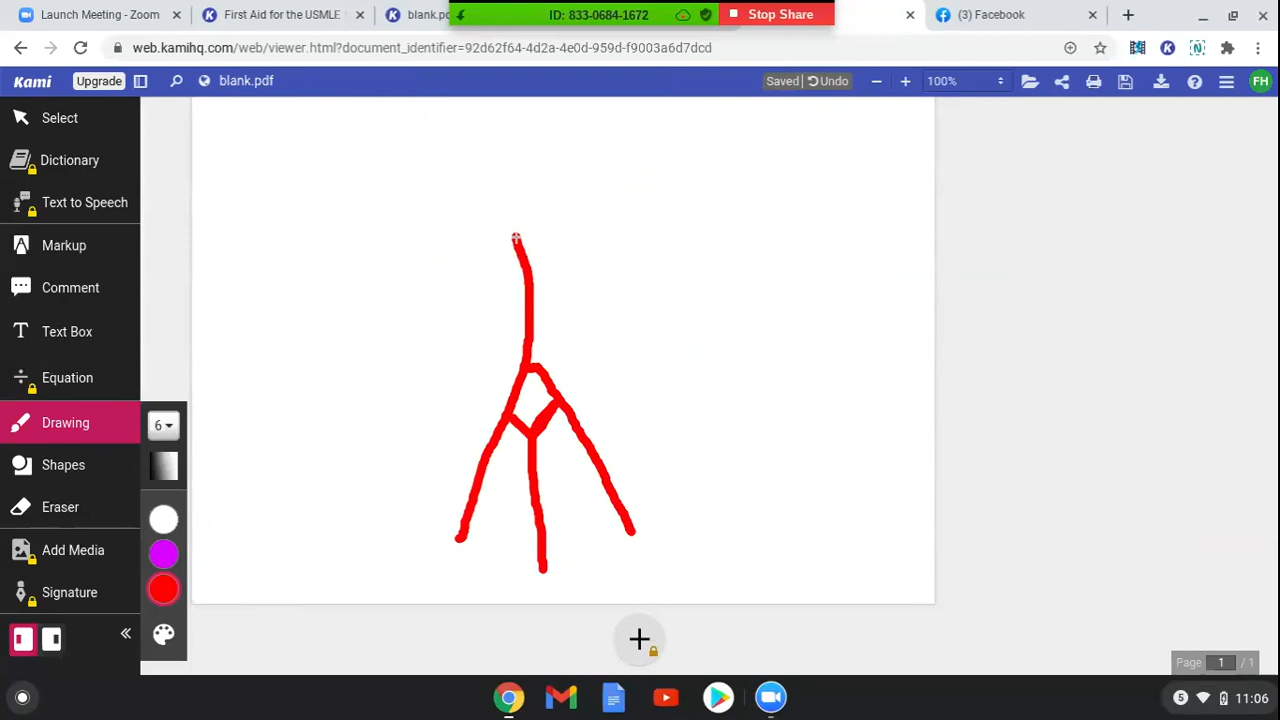 Launch Meeting - Zoom
First Aid for the USMLE
blank.pd
ID: 833-0684-1672
Stop Share
(3) Facebook
web.kamihq.com/web/viewer.html?document_identifier=92d62f64-4d2a-4e0d-959d-f9003a6d7dcd
Kami
Upgrade
blank.pdf
Saved
Undo
100%
FH
Select
Dictionary
Text to Speech
Markup
Comment
Text Box
Equation
Drawing
6
Shapes
Eraser
Add Media
Signature
Page 1 / 1
5
11:06